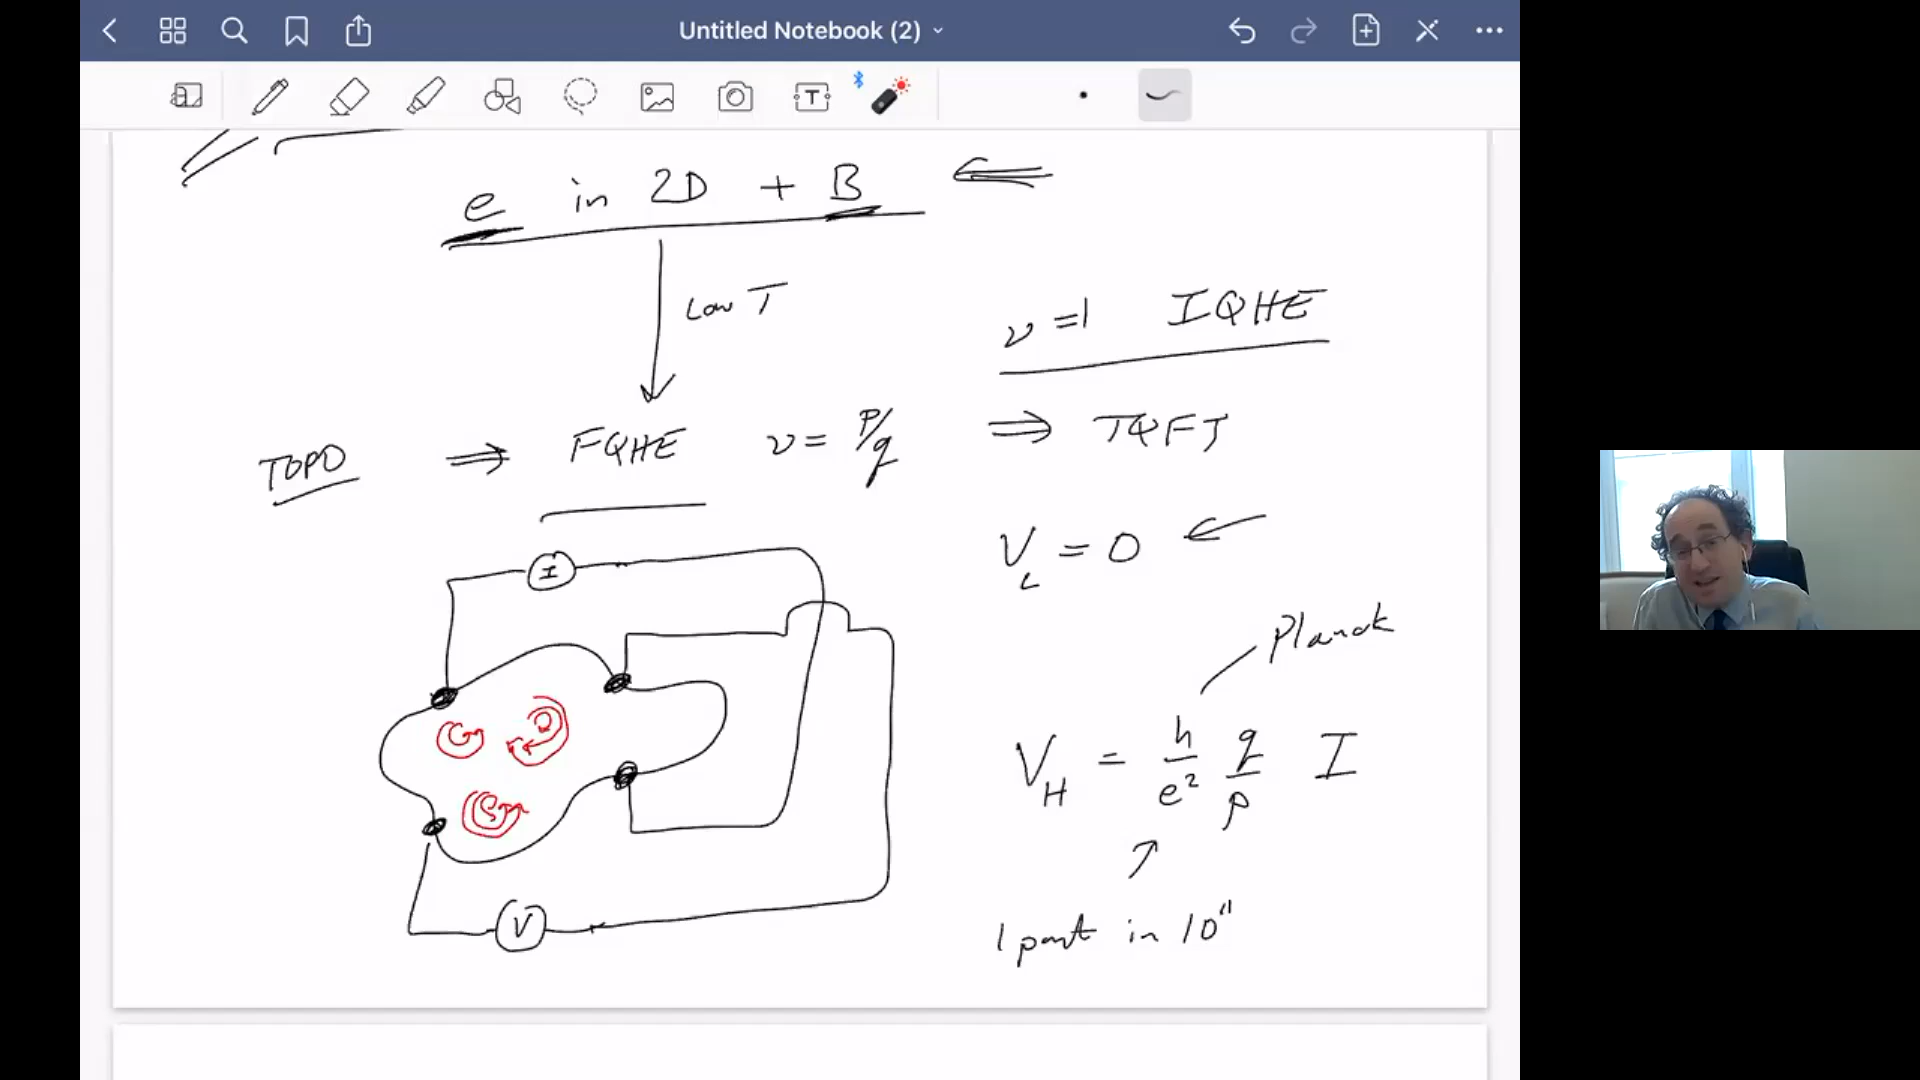 Untitled Notebook (2)
T
e in 2D + B
Low T
ν = 1 IQHE
TOPO ⇒ FQHE ν = p/q ⇒ TQFT
I
V_L = 0 ←
Planck
V_H = h/e² q/p I
V
1 part in 10¹¹